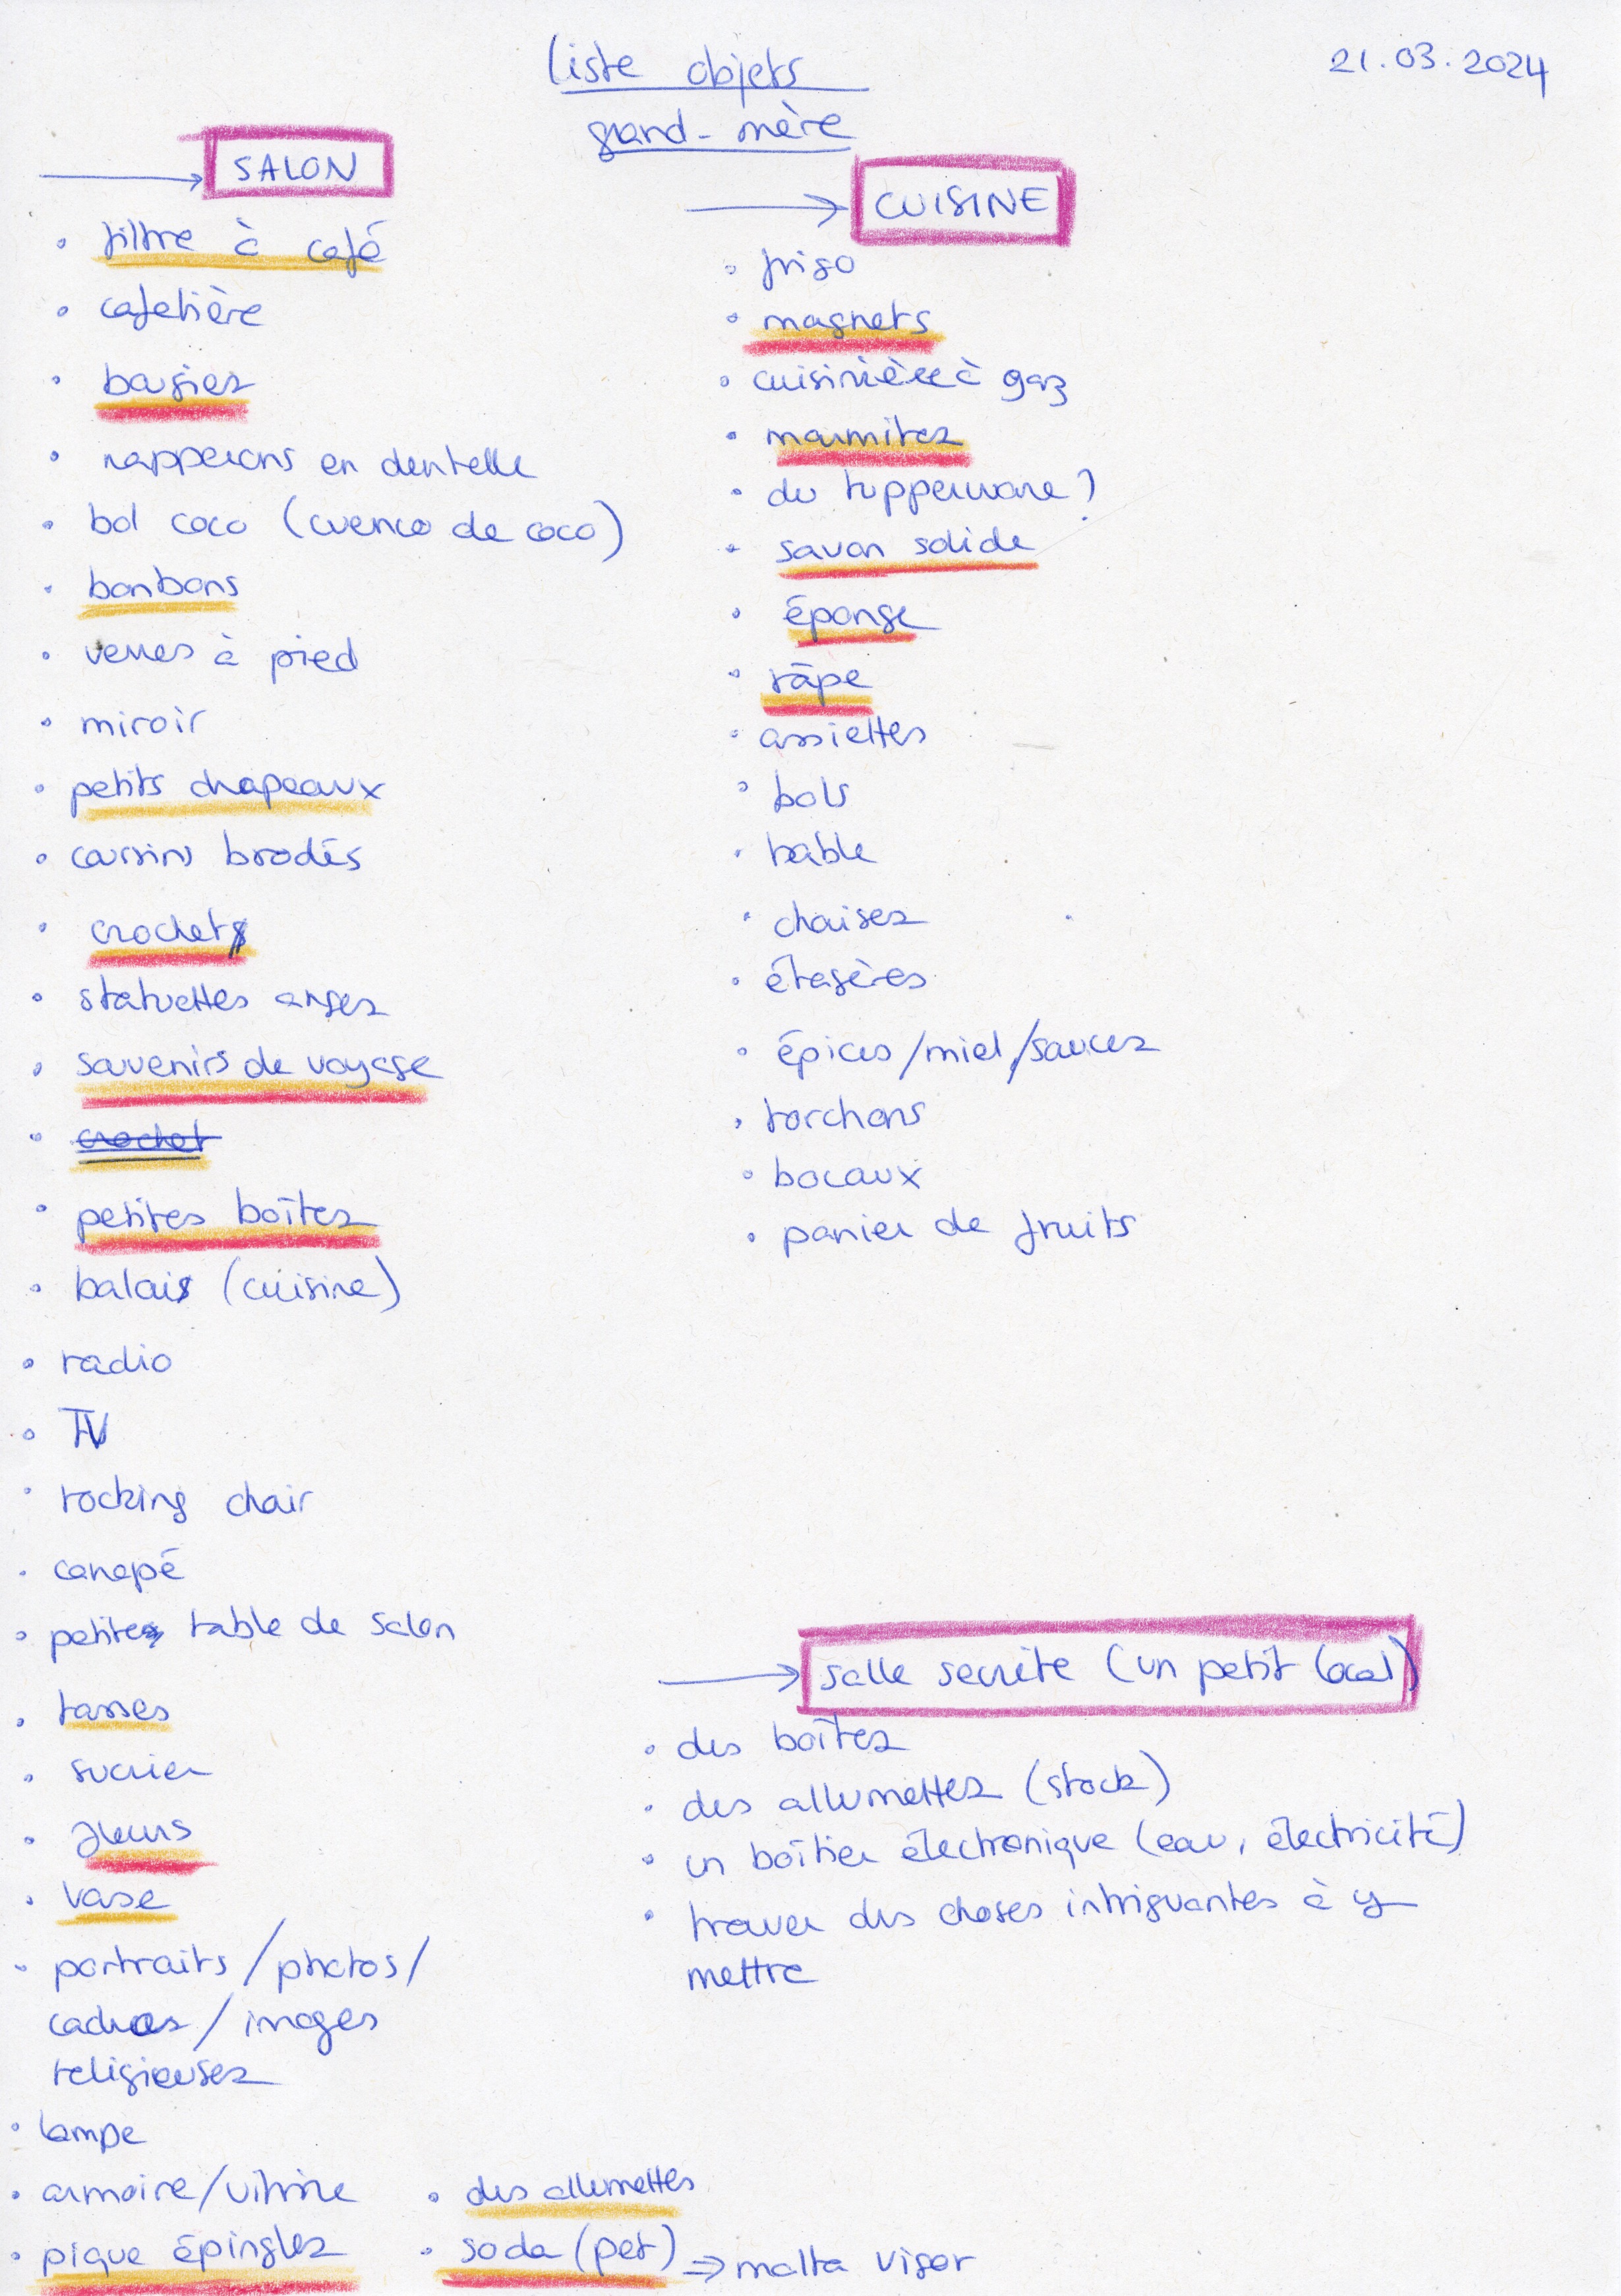 liste objets
grand-mère
21.03.2024
→ SALON
• filtre à café
• cafetière
• bougies
• napperons en dentelle
• bol coco (cuenco de coco)
• bonbons
• verres à pied
• miroir
• petits chapeaux
• coussins brodés
• crochet
• statuettes anges
• souvenirs de voyage
• crochet
• petites boîtes
• balais (cuisine)
• radio
• TV
• rocking chair
• canapé
• petite table de salon
• tasses
• sucrier
• fleurs
• vase
• portraits/photos/
cadres/images
religieuses
• lampe
• armoire/vitrine
• pique épingles
• des allumettes
• soda (pet) ⇒ malta vigor
→ CUISINE
• frigo
• magnets
• cuisinière à gaz
• marmites
• du tupperware?
• savon solide
• éponge
• râpe
• assiettes
• bols
• table
• chaises
• étagères
• épices/miel/sauces
• torchons
• bocaux
• panier de fruits
→ salle secrète (un petit local)
• des boîtes
• des allumettes (stock)
• un boîtier électronique (eau, électricité)
• trouver des choses intriguantes à y
mettre